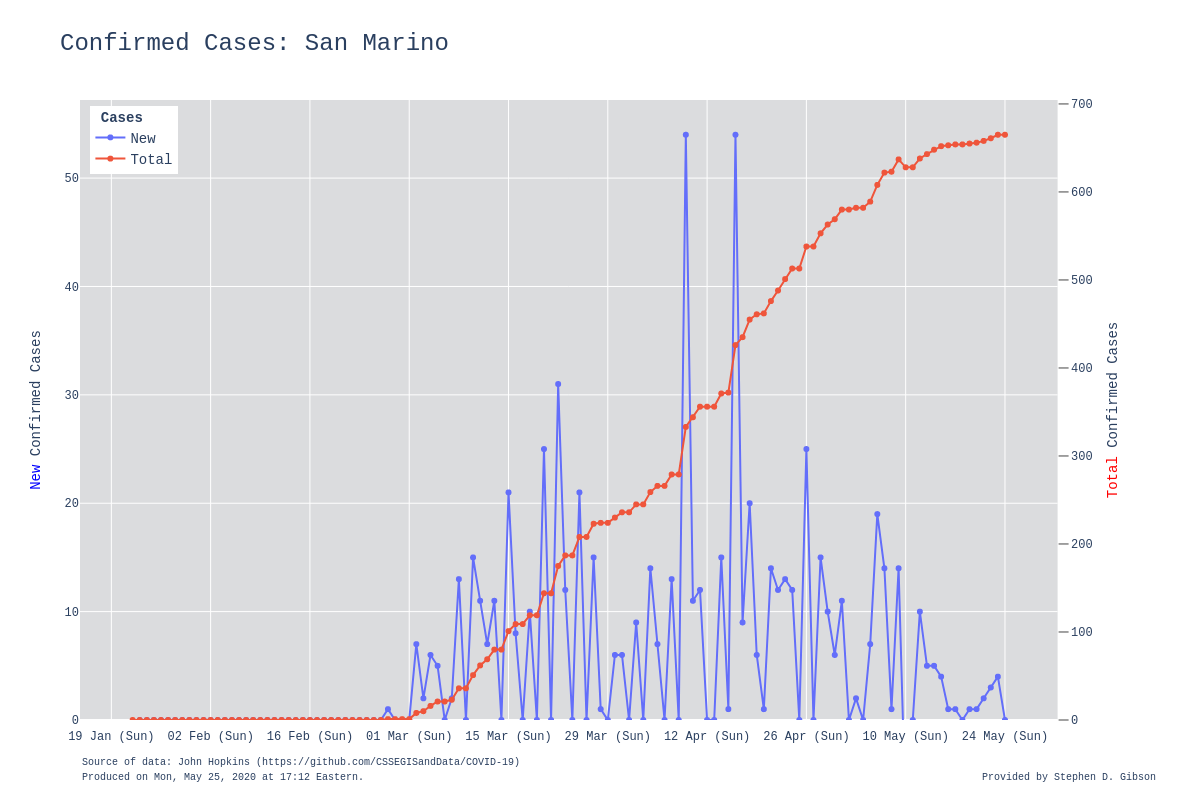 Confirmed Cases: San Marino
Cases
New
Total
50
40
30
20
10
0
New Confirmed Cases
700
600
500
400
300
200
100
0
Total Confirmed Cases
19 Jan (Sun) 02 Feb (Sun) 16 Feb (Sun) 01 Mar (Sun) 15 Mar (Sun) 29 Mar (Sun) 12 Apr (Sun) 26 Apr (Sun) 10 May (Sun) 24 May (Sun)
Source of data: John Hopkins (https://github.com/CSSEGISandData/COVID-19)
Produced on Mon, May 25, 2020 at 17:12 Eastern.
Provided by Stephen D. Gibson